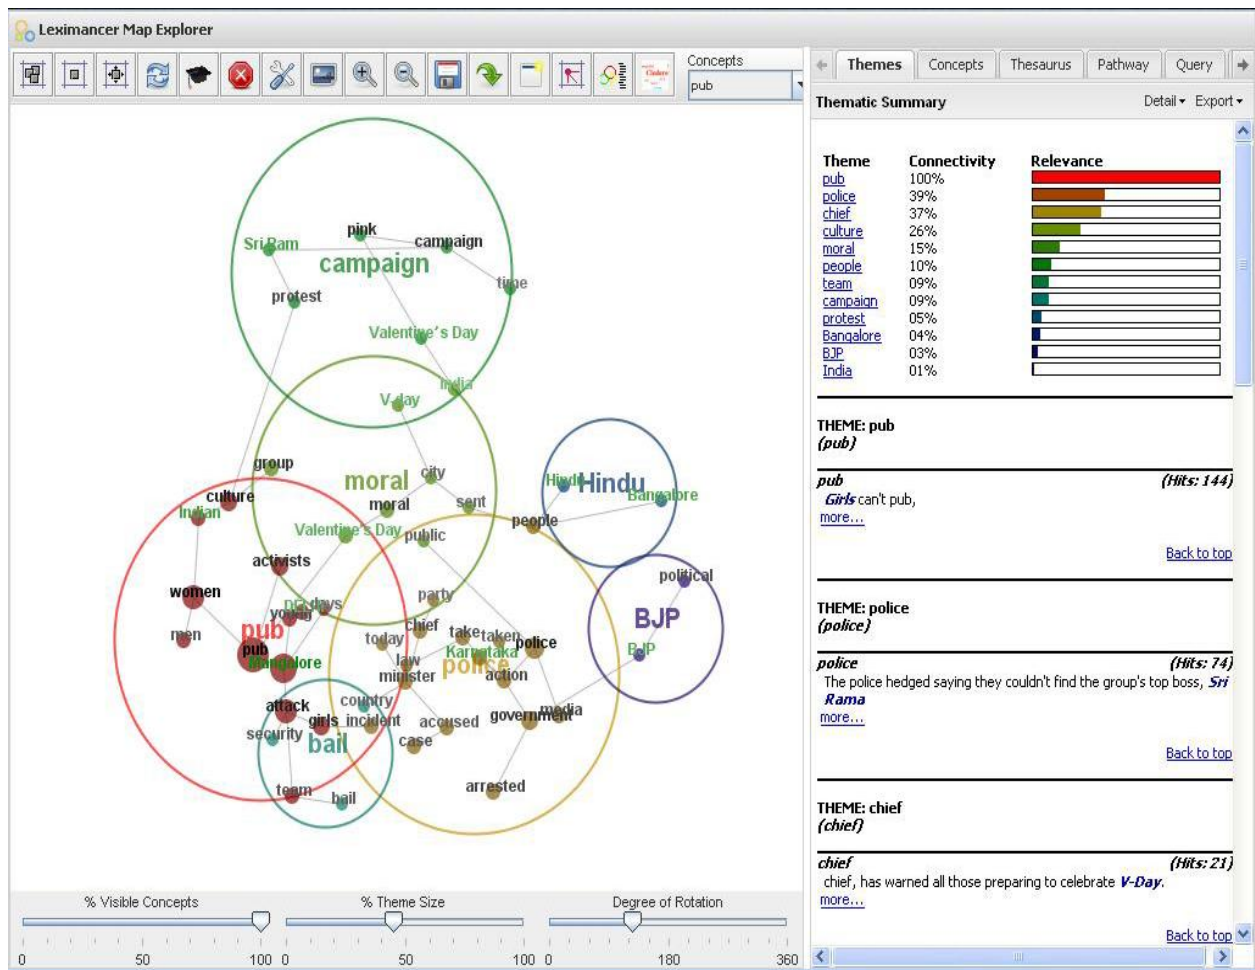 Leximancer Map Explorer
Concepts
pub
Themes Concepts Thesaurus Pathway Query
Thematic Summary Detail Export
Theme Connectivity Relevance
pub 100%
police 39%
chief 37%
culture 26%
moral 15%
people 10%
team 09%
campaign 09%
protest 05%
Bangalore 04%
BJP 03%
India 01%
THEME: pub
(pub)
pub (Hits: 144)
Girls can't pub,
more...
Back to top
THEME: police
(police)
police (Hits: 74)
The police hedged saying they couldn't find the group's top boss, Sri
Rama
more...
Back to top
THEME: chief
(chief)
chief (Hits: 21)
chief, has warned all those preparing to celebrate V-Day.
more...
Back to top
pink
Sri Ram
campaign
campaign
time
protest
Valentine's Day
India
V-day
group
city
moral
Hindu
Hindu
culture
Bangalore
Indian
moral
sent
people
Valentine's Day
public
activists
political
women
party
days
young
BJP
pub
men
chief
today
take
taken
police
pub
Mangalore
Karnataka
BJP
law
police
minister
action
attack
country
government
media
girls
incident
accused
security
bail
case
team
bail
arrested
% Visible Concepts
% Theme Size
Degree of Rotation
0 50 100
0 50 100
0 180 360